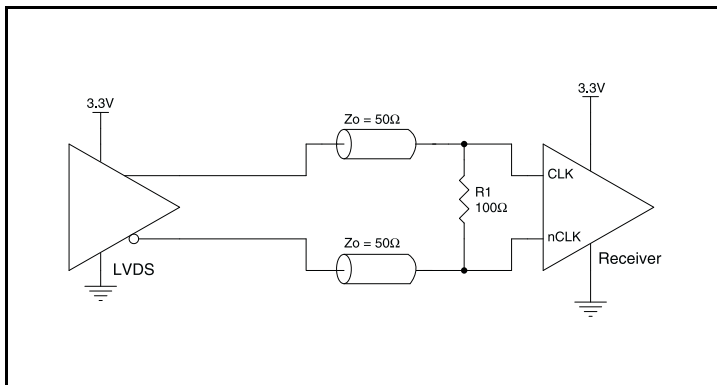 3.3V
3.3V
Zo = 50Ω
CLK
R1
100Ω
nCLK
Zo = 50Ω
Receiver
LVDS